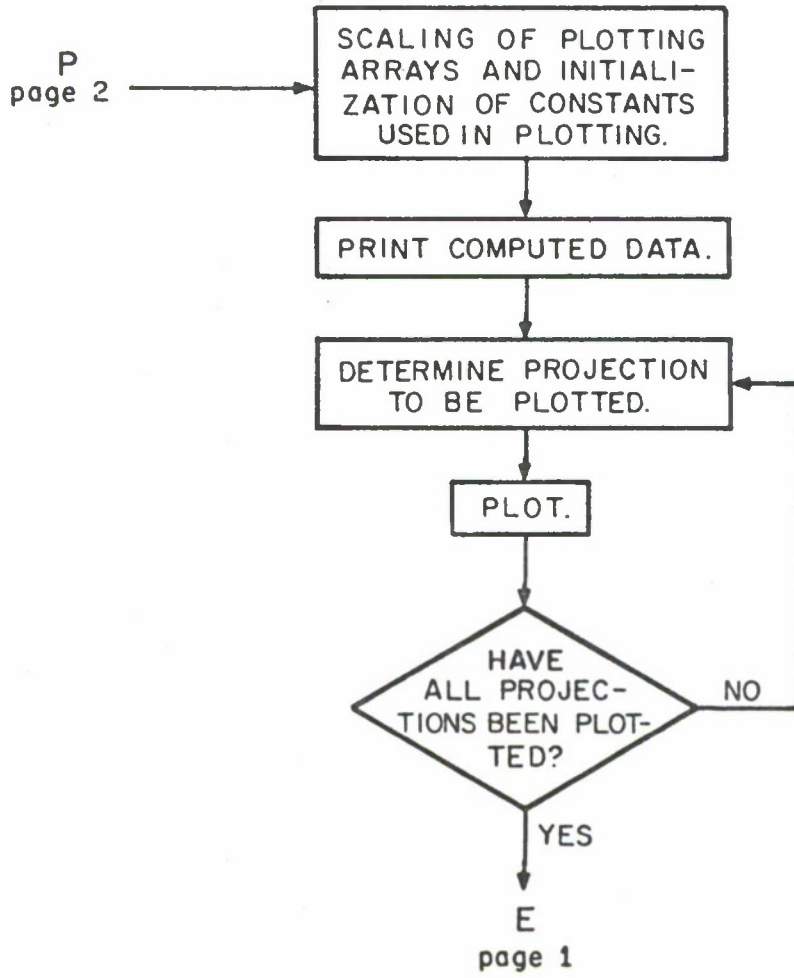 P
page 2
SCALING OF PLOTTING
ARRAYS AND INITIALI-
ZATION OF CONSTANTS
USED IN PLOTTING.
PRINT COMPUTED DATA.
DETERMINE PROJECTION
TO BE PLOTTED.
PLOT.
HAVE
ALL PROJEC-
TIONS BEEN PLOT-
TED?
NO
YES
E
page 1